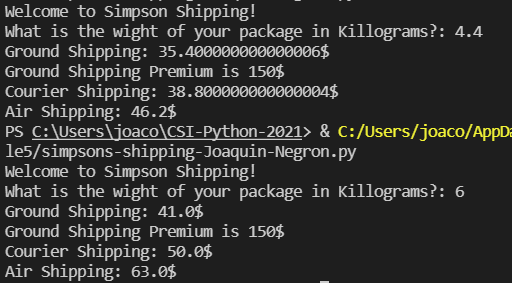 Welcome to Simpson Shipping!
What is the wight of your package in Killograms?: 4.4
Ground Shipping: 35.400000000000006$
Ground Shipping Premium is 150$
Courier Shipping: 38.800000000000004$
Air Shipping: 46.2$
PS C:\Users\joaco\CSI-Python-2021> & C:/Users/joaco/AppDa
le5/simpsons-shipping-Joaquin-Negron.py
Welcome to Simpson Shipping!
What is the wight of your package in Killograms?: 6
Ground Shipping: 41.0$
Ground Shipping Premium is 150$
Courier Shipping: 50.0$
Air Shipping: 63.0$